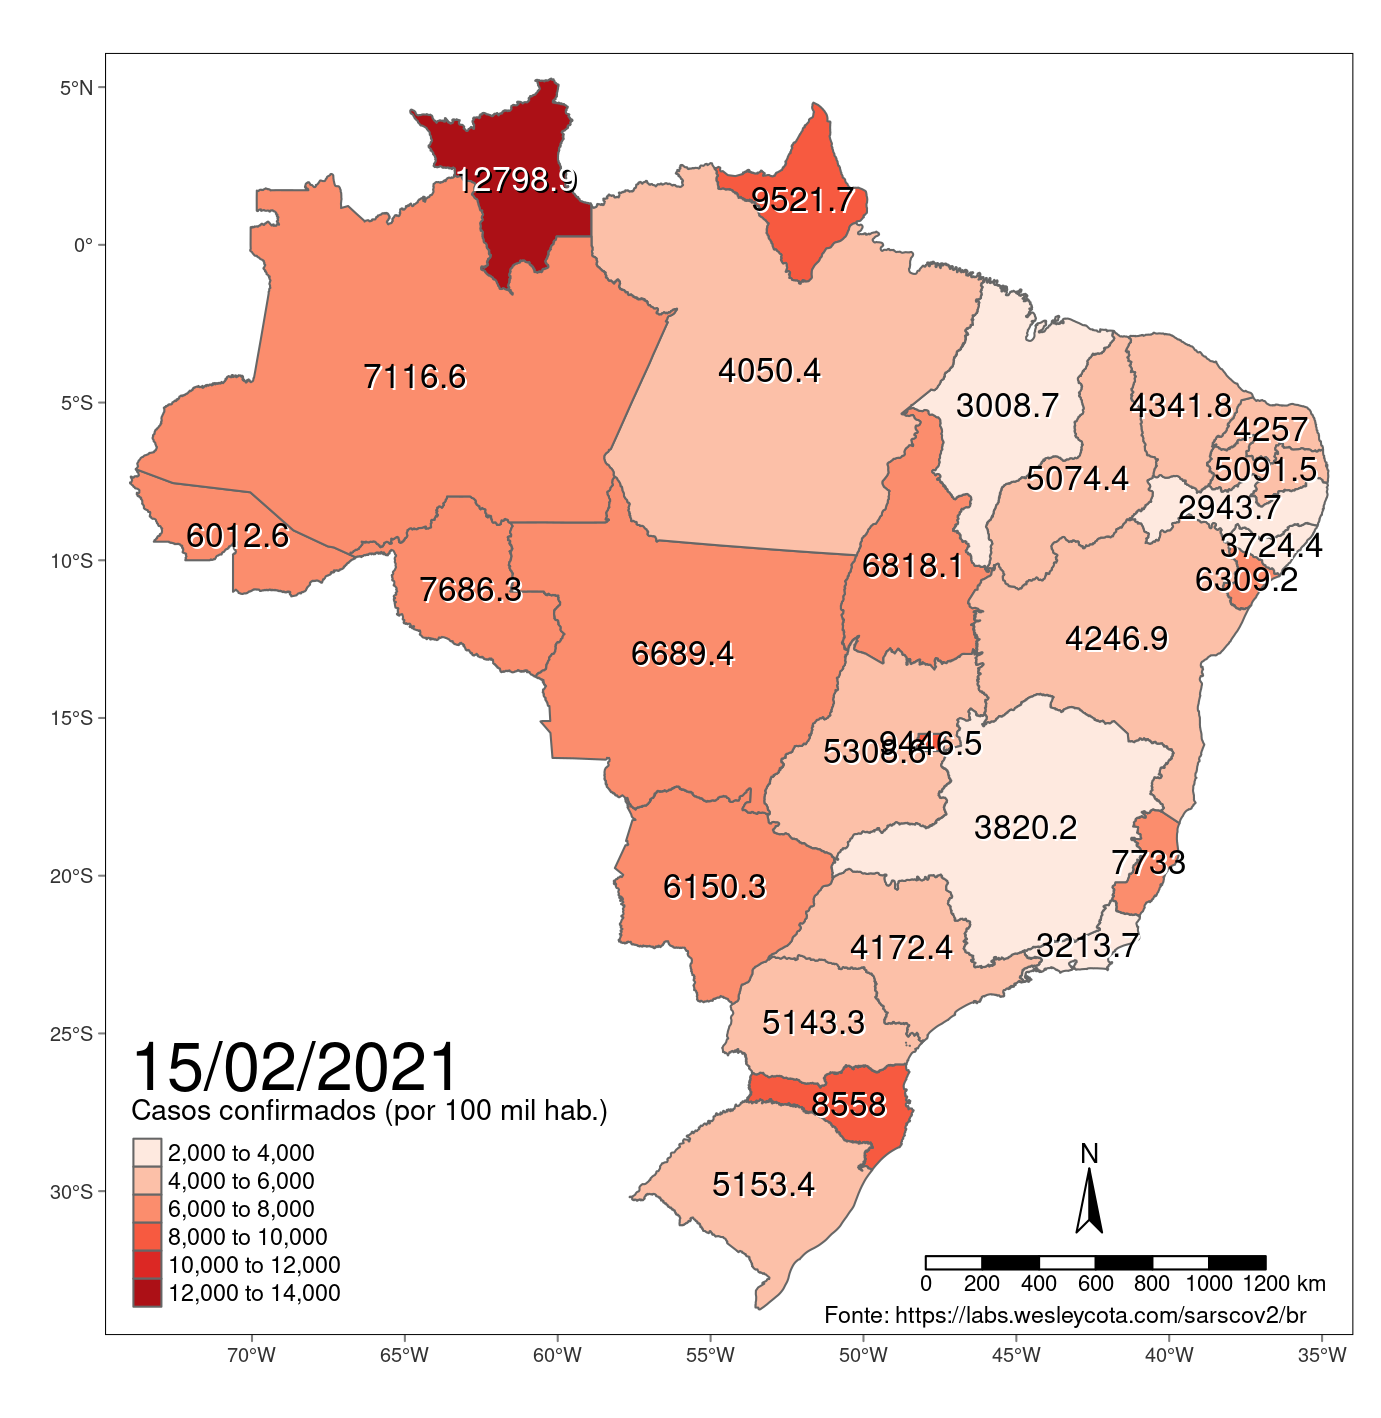 5°N
0°
5°S
10°S
15°S
20°S
25°S
30°S
12798.9
9521.7
7116.6
4050.4
3008.7
4341.8
4257
5091.5
5074.4
2943.7
3724.4
6012.6
6309.2
6818.1
7686.3
4246.9
6689.4
9446.5
5308.6
3820.2
7733
6150.3
4172.4
3213.7
5143.3
8558
5153.4
15/02/2021
Casos confirmados (por 100 mil hab.)
2,000 to 4,000
4,000 to 6,000
6,000 to 8,000
8,000 to 10,000
10,000 to 12,000
12,000 to 14,000
N
0 200 400 600 800 1000 1200 km
Fonte: https://labs.wesleycota.com/sarscov2/br
70°W 65°W 60°W 55°W 50°W 45°W 40°W 35°W